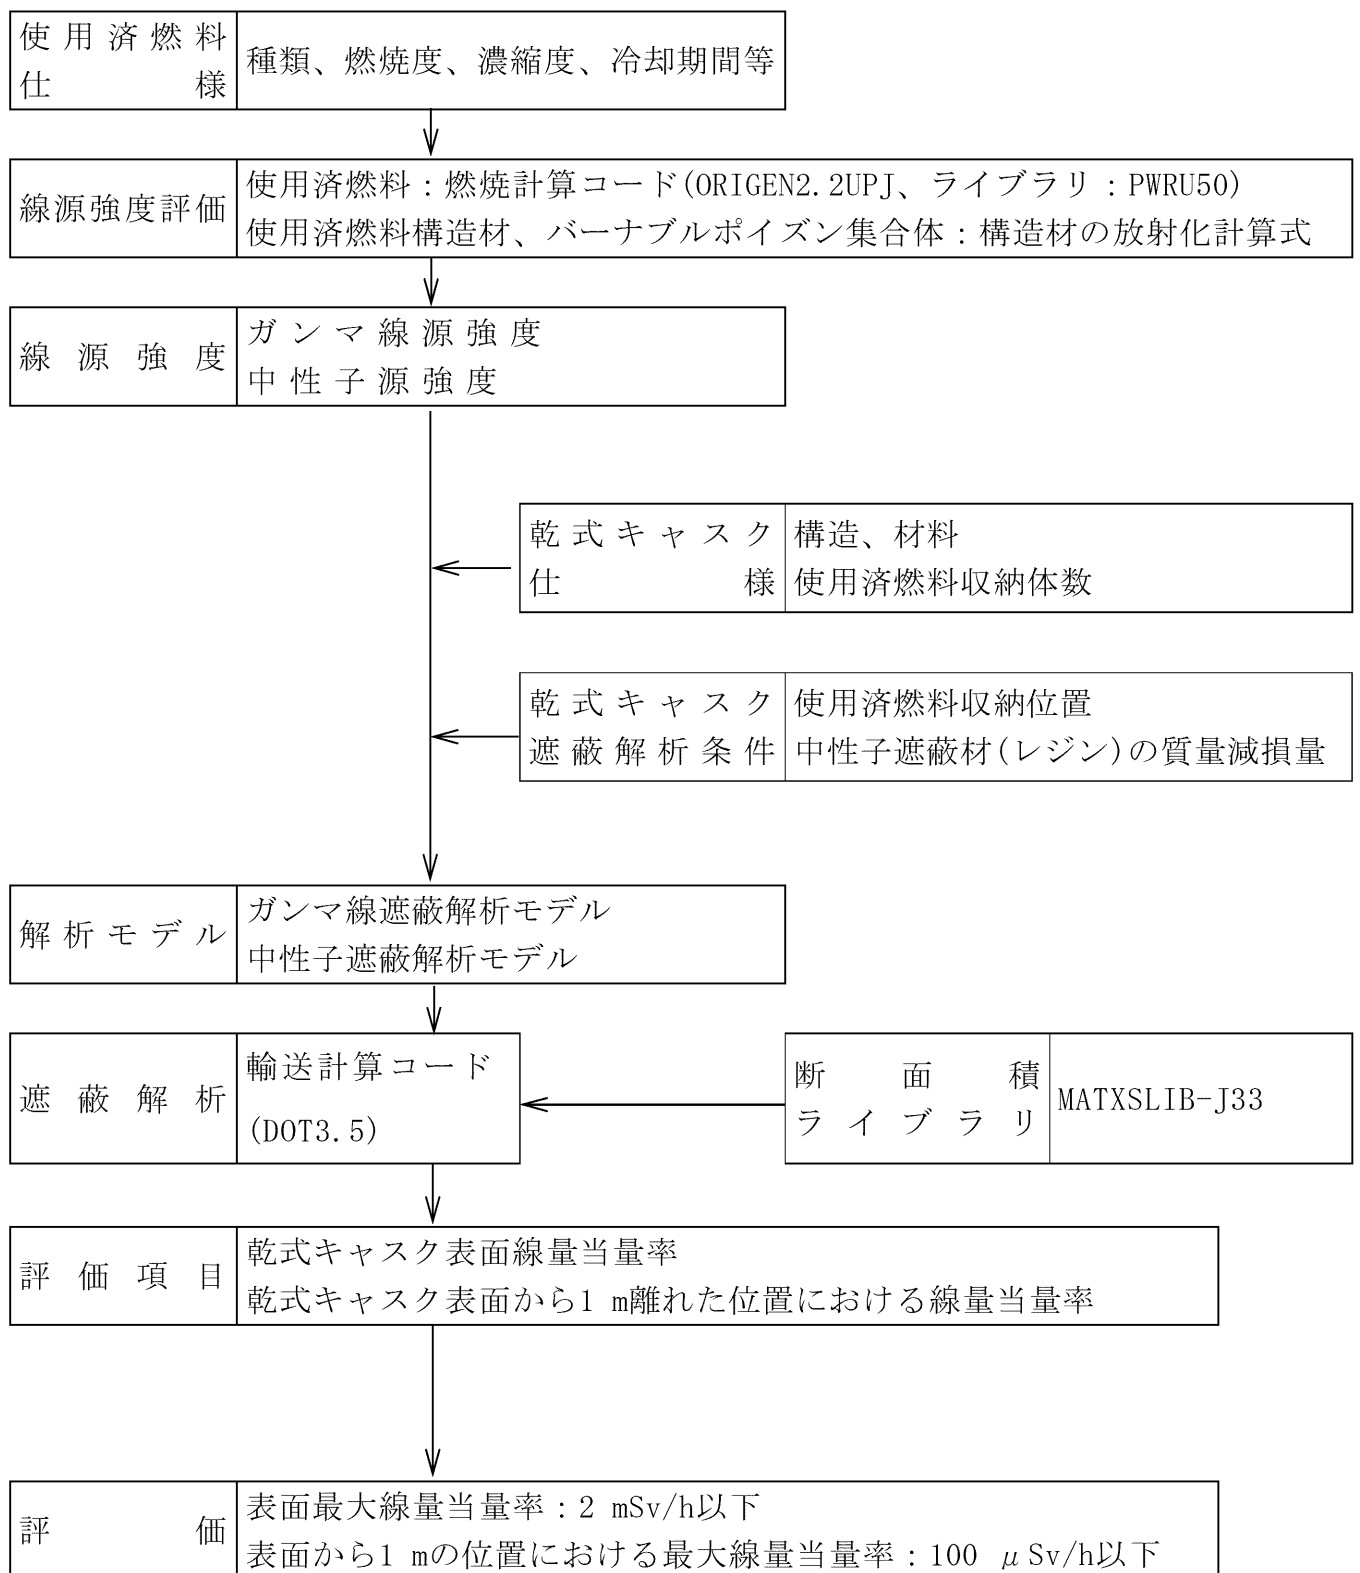 使用済燃料
仕様
種類、燃焼度、濃縮度、冷却期間等
線源強度評価
使用済燃料：燃焼計算コード(ORIGEN2.2UPJ、ライブラリ：PWRU50)
使用済燃料構造材、バーナブルポイズン集合体：構造材の放射化計算式
線源強度
ガンマ線源強度
中性子源強度
乾式キャスク
仕様
構造、材料
使用済燃料収納体数
乾式キャスク
遮蔽解析条件
使用済燃料収納位置
中性子遮蔽材(レジン)の質量減損量
解析モデル
ガンマ線遮蔽解析モデル
中性子遮蔽解析モデル
遮蔽解析
輸送計算コード
(DOT3.5)
断面積
ライブラリ
MATXSLIB-J33
評価項目
乾式キャスク表面線量当量率
乾式キャスク表面から1 m離れた位置における線量当量率
評価
表面最大線量当量率：2 mSv/h以下
表面から1 mの位置における最大線量当量率：100 μSv/h以下